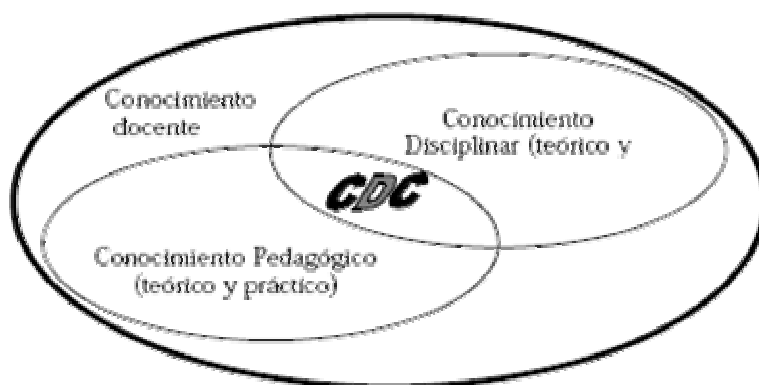 Conocimiento
docente
Conocimiento
Disciplinar (teórico y
CDC
Conocimiento Pedagógico
(teórico y práctico)